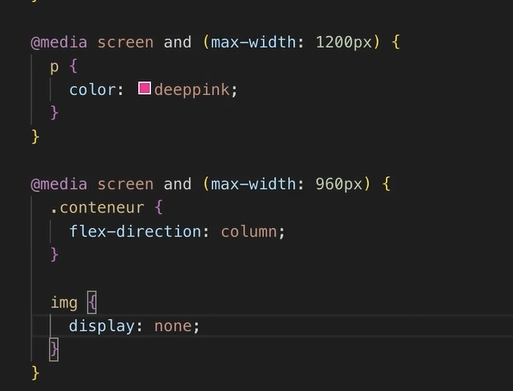 @media screen and (max-width: 1200px) {
  p {
    color: deeppink;
  }
}
@media screen and (max-width: 960px) {
  .conteneur {
    flex-direction: column;
  }
  img {
    display: none;
  }
}